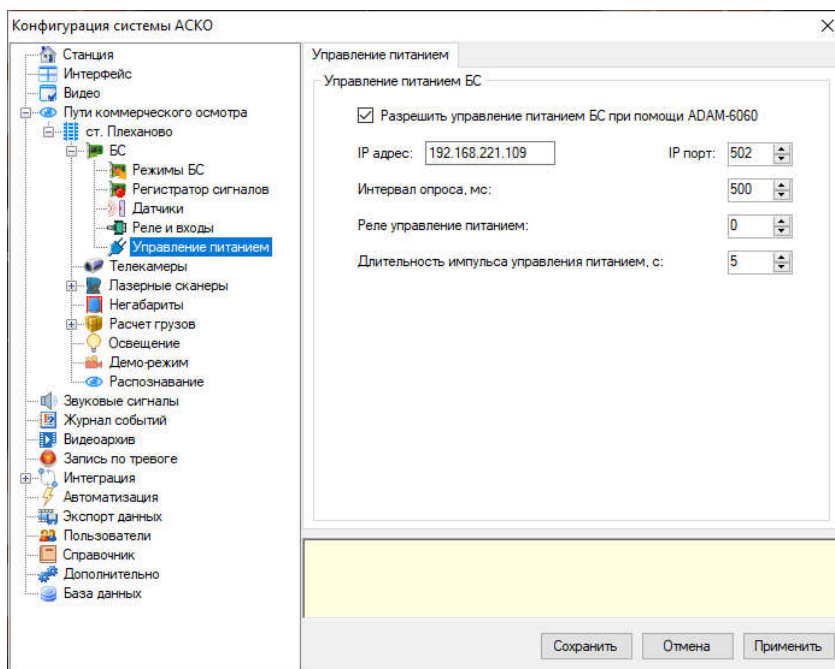 Конфигурация системы АСКО
Станция
Интерфейс
Видео
Пути коммерческого осмотра
ст. Плеханово
БС
Режимы БС
Регистратор сигналов
Датчики
Реле и входы
Управление питанием
Телекамеры
Лазерные сканеры
Негабариты
Расчет грузов
Освещение
Демо-режим
Распознавание
Звуковые сигналы
Журнал событий
Видеоархив
Запись по тревоге
Интеграция
Автоматизация
Экспорт данных
Пользователи
Справочник
Дополнительно
База данных
Управление питанием
Управление питанием БС
Разрешить управление питанием БС при помощи ADAM-6060
IP адрес: 192.168.221.109 IP порт: 502
Интервал опроса, мс: 500
Реле управление питанием: 0
Длительность импульса управления питанием, с: 5
Сохранить Отмена Применить